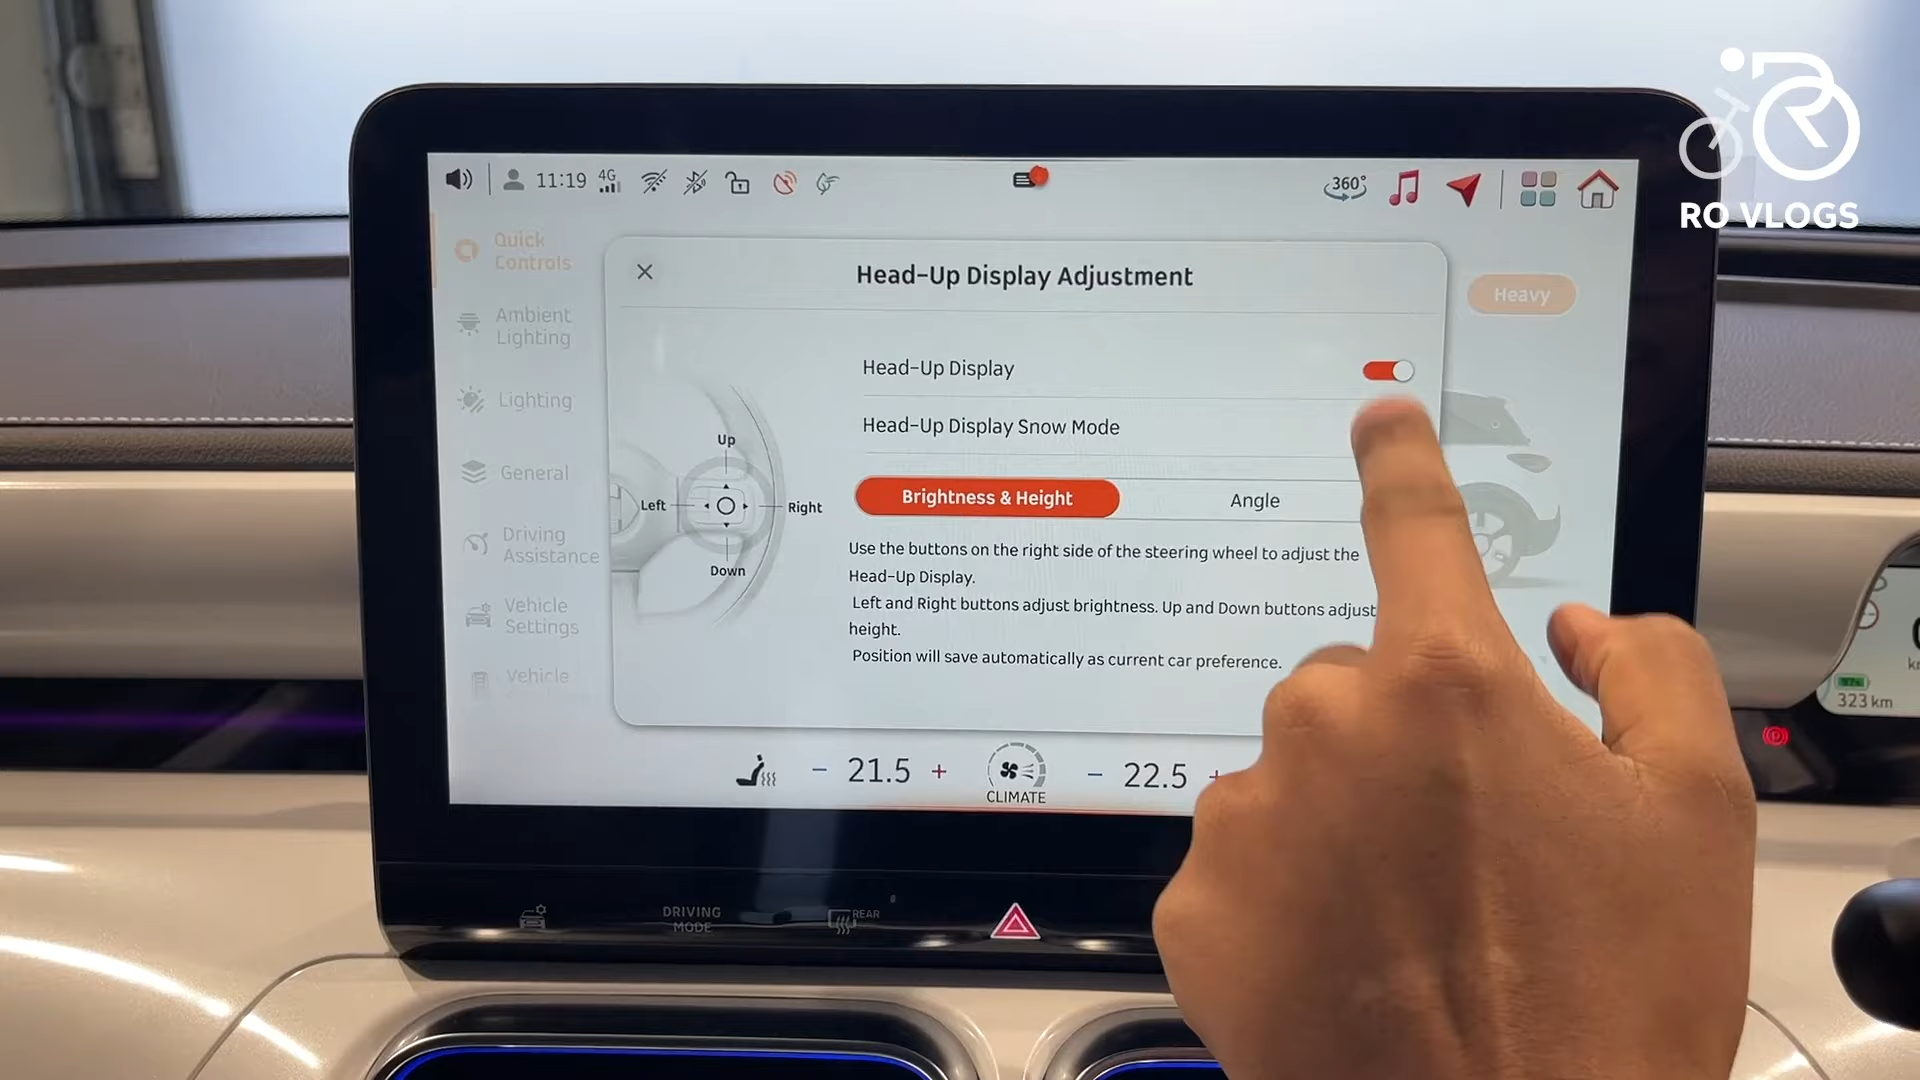 RO VLOGS
11:19 4G
360°
Quick
Controls
Ambient
Lighting
Lighting
General
Driving
Assistance
Vehicle
Settings
Vehicle
Head-Up Display Adjustment
Heavy
Head-Up Display
Head-Up Display Snow Mode
Up
Left
Right
Down
Brightness & Height
Angle
Use the buttons on the right side of the steering wheel to adjust the
Head-Up Display.
Left and Right buttons adjust brightness. Up and Down buttons adjust
height.
Position will save automatically as current car preference.
– 21.5 +
CLIMATE
– 22.5 +
DRIVING
MODE
REAR
323 km